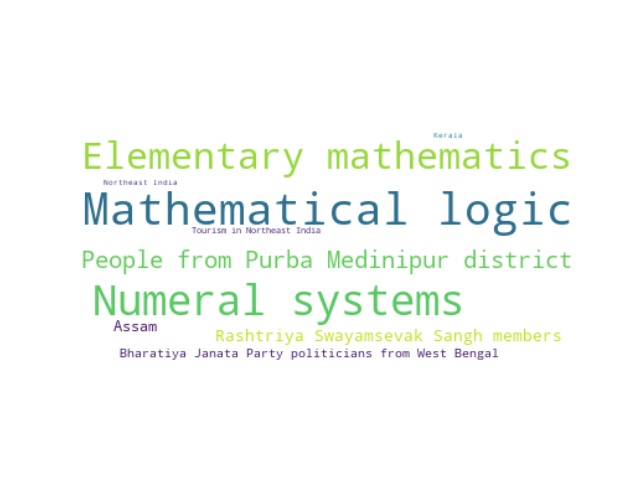 Kerala
Elementary mathematics
Northeast India
Mathematical logic
Tourism in Northeast India
People from Purba Medinipur district
Numeral systems
Assam
Rashtriya Swayamsevak Sangh members
Bharatiya Janata Party politicians from West Bengal